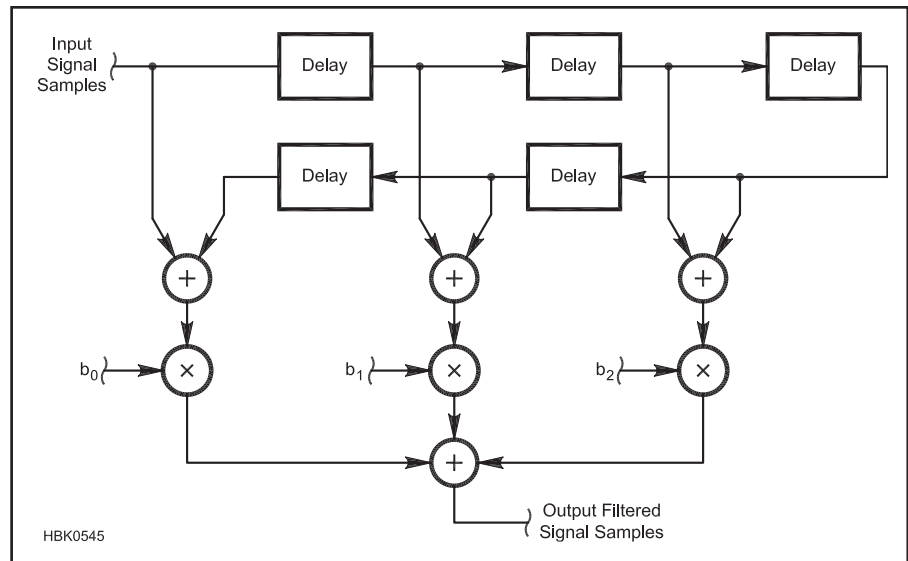 Input
Signal
Samples
Delay
Delay
Delay
Delay
Delay
+
+
+
b0
×
b1
×
b2
×
+
Output Filtered
Signal Samples
HBK0545